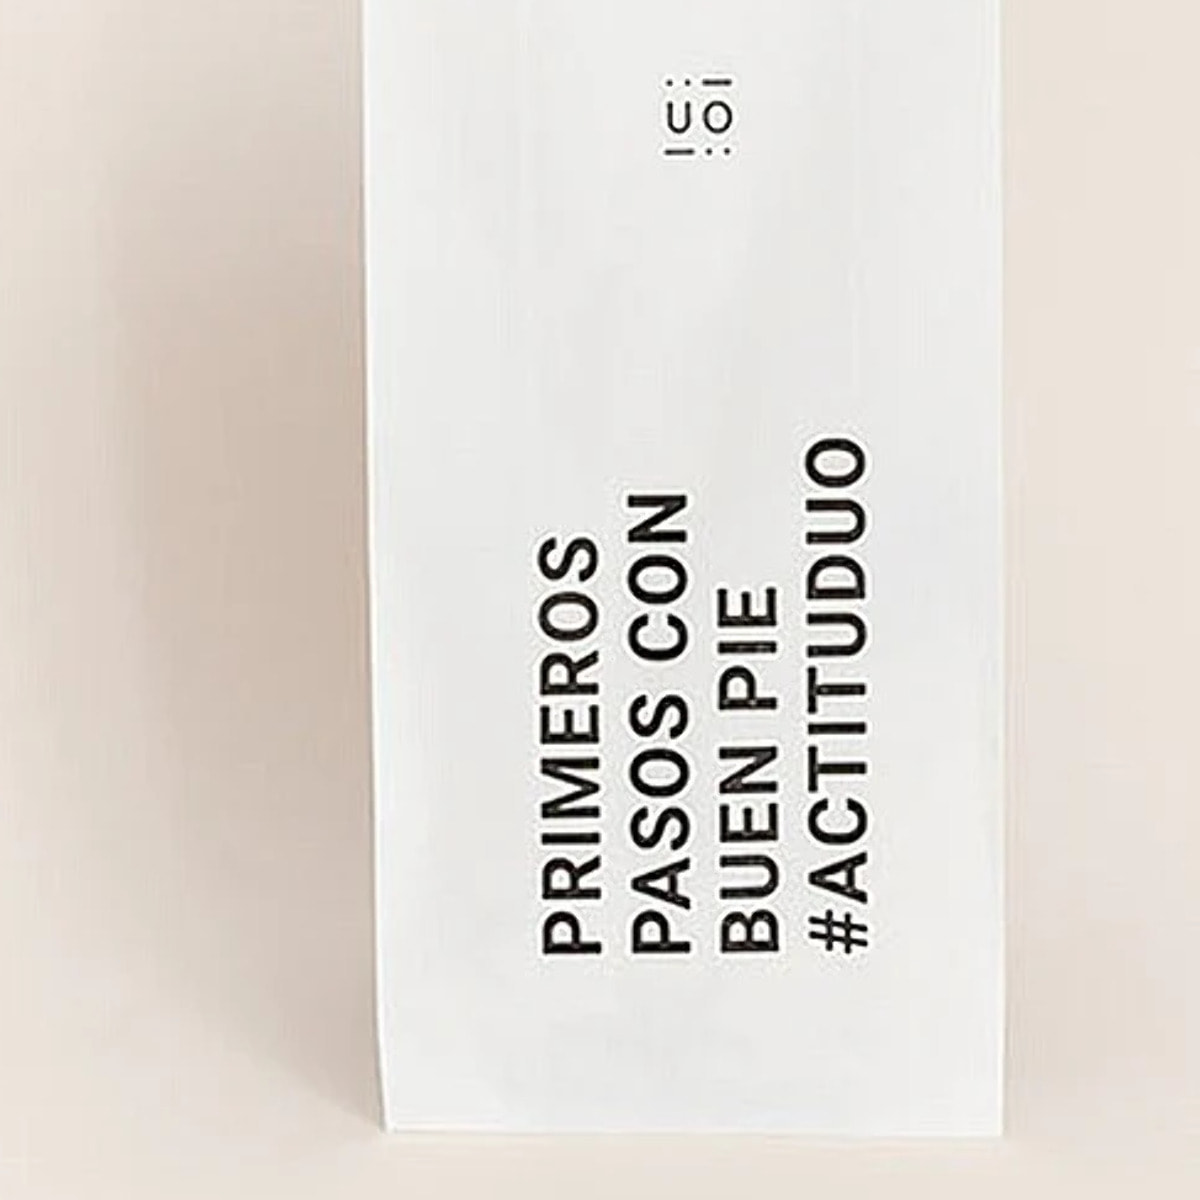 UO
PRIMEROS
PASOS CON
BUEN PIE
#ACTITUDUO